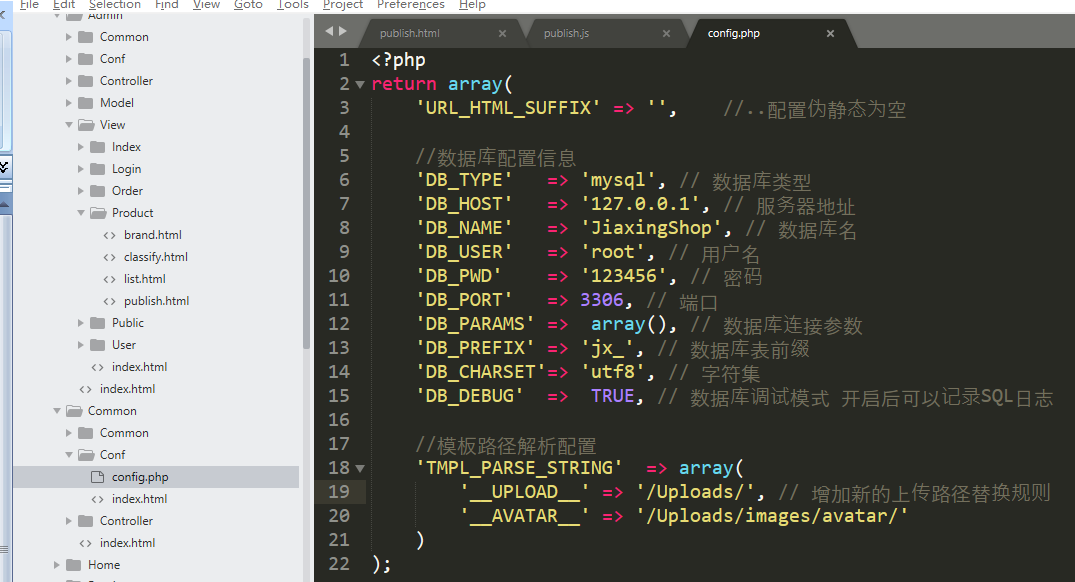 File Edit Selection Find View Goto Tools Project Preferences Help
Admin
Common
Conf
Controller
Model
View
Index
Login
Order
Product
brand.html
classify.html
list.html
publish.html
Public
User
index.html
index.html
Common
Common
Conf
config.php
index.html
Controller
index.html
Home
publish.html × publish.js × config.php ×
1 <?php
2 return array(
3 'URL_HTML_SUFFIX' => '', //..配置伪静态为空
4
5 //数据库配置信息
6 'DB_TYPE' => 'mysql', // 数据库类型
7 'DB_HOST' => '127.0.0.1', // 服务器地址
8 'DB_NAME' => 'JiaxingShop', // 数据库名
9 'DB_USER' => 'root', // 用户名
10 'DB_PWD' => '123456', // 密码
11 'DB_PORT' => 3306, // 端口
12 'DB_PARAMS' => array(), // 数据库连接参数
13 'DB_PREFIX' => 'jx_', // 数据库表前缀
14 'DB_CHARSET'=> 'utf8', // 字符集
15 'DB_DEBUG' => TRUE, // 数据库调试模式 开启后可以记录SQL日志
16
17 //模板路径解析配置
18 'TMPL_PARSE_STRING' => array(
19 '__UPLOAD__' => '/Uploads/', // 增加新的上传路径替换规则
20 '__AVATAR__' => '/Uploads/images/avatar/'
21 )
22 );